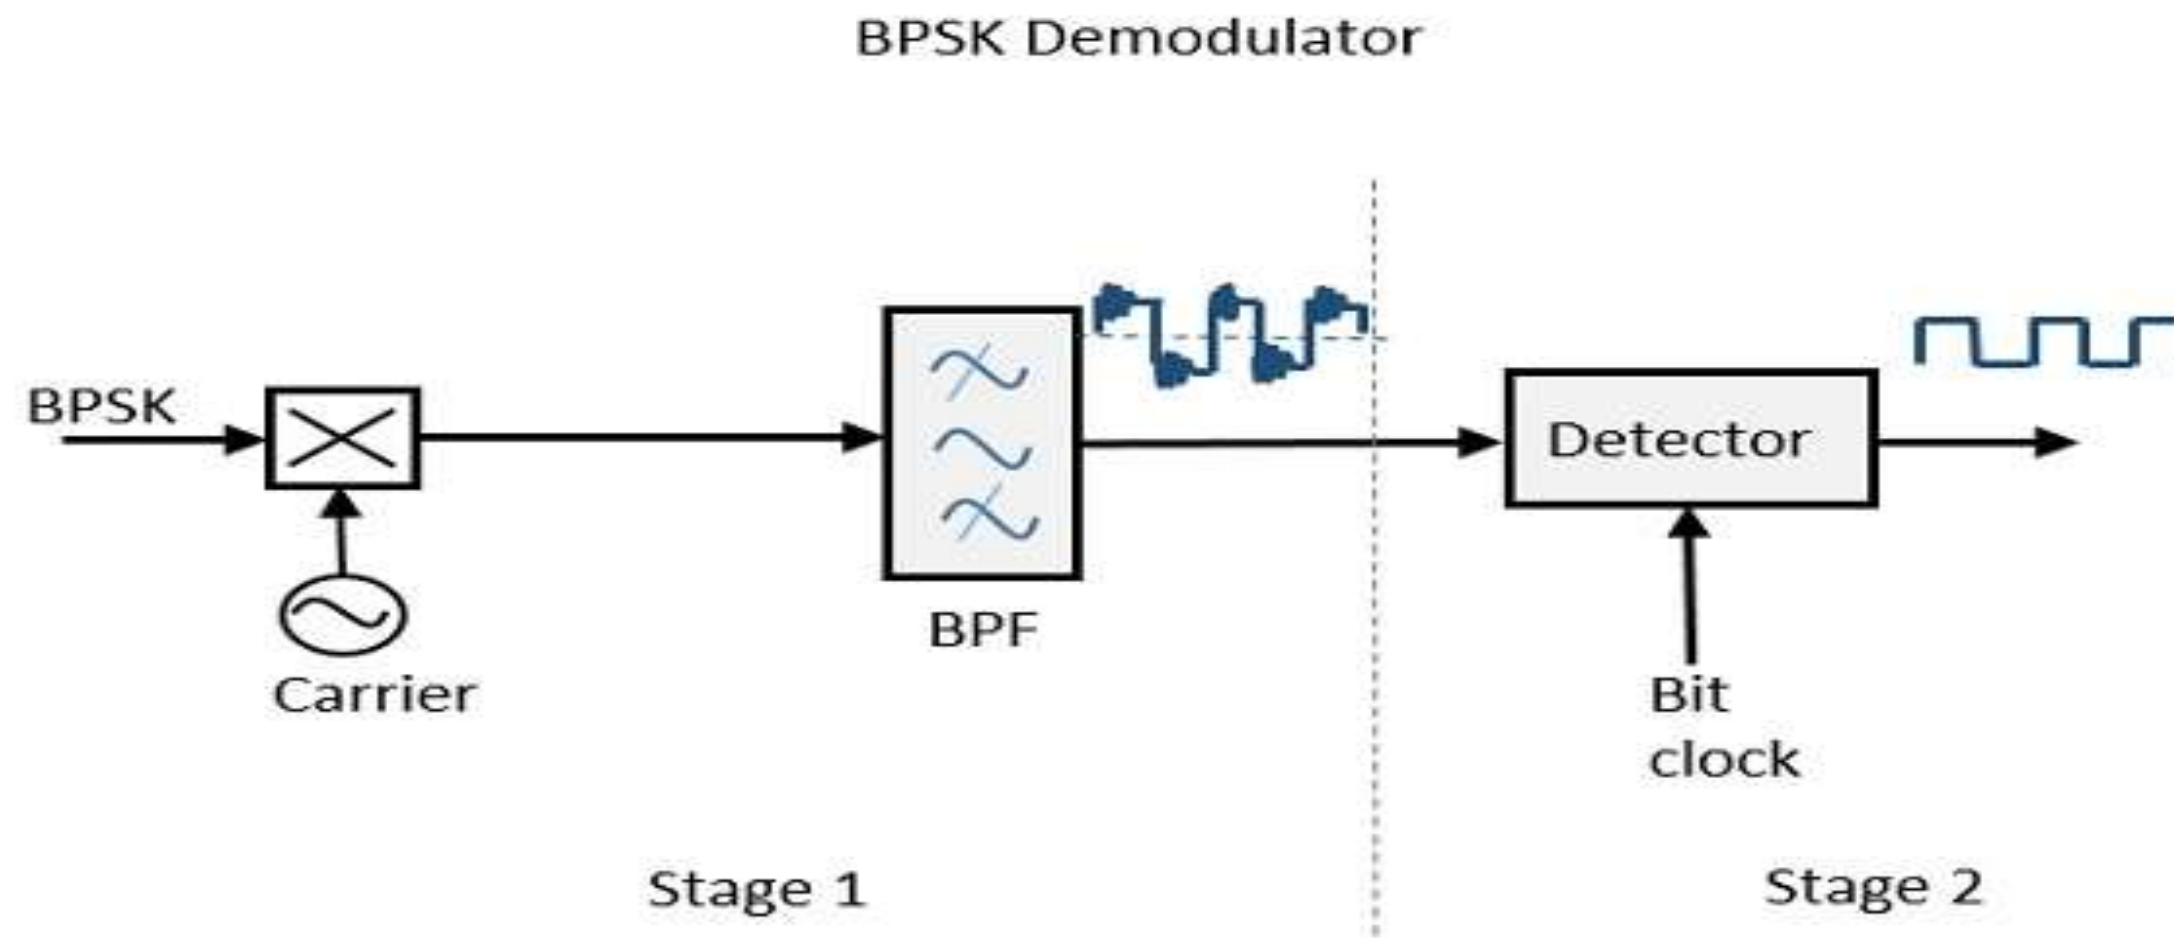 BPSK Demodulator
BPSK
Detector
BPF
Carrier
Bit
clock
Stage 1
Stage 2